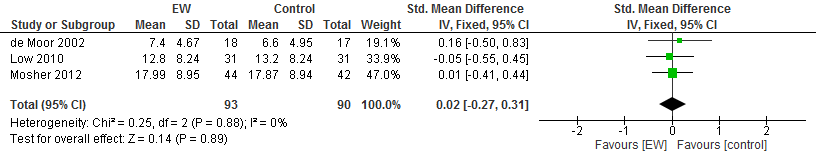 EW Control Std. Mean Difference Std. Mean Difference
Study or Subgroup Mean SD Total Mean SD Total Weight IV, Fixed, 95% CI IV, Fixed, 95% CI
de Moor 2002 7.4 4.67 18 6.6 4.95 17 19.1% 0.16 [-0.50, 0.83]
Low 2010 12.8 8.24 31 13.2 8.24 31 33.9% -0.05 [-0.55, 0.45]
Mosher 2012 17.99 8.95 44 17.87 8.94 42 47.0% 0.01 [-0.41, 0.44]
Total (95% CI) 93 90 100.0% 0.02 [-0.27, 0.31]
Heterogeneity: Chi² = 0.25, df = 2 (P = 0.88); I² = 0%
Test for overall effect: Z = 0.14 (P = 0.89)
-2 -1 0 1 2
Favours [EW] Favours [control]